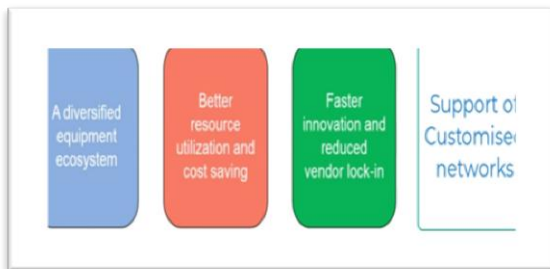 A diversified
equipment
ecosystem
Better
resource
utilization and
cost saving
Faster
innovation and
reduced
vendor lock-in
Support of
Customise
networks